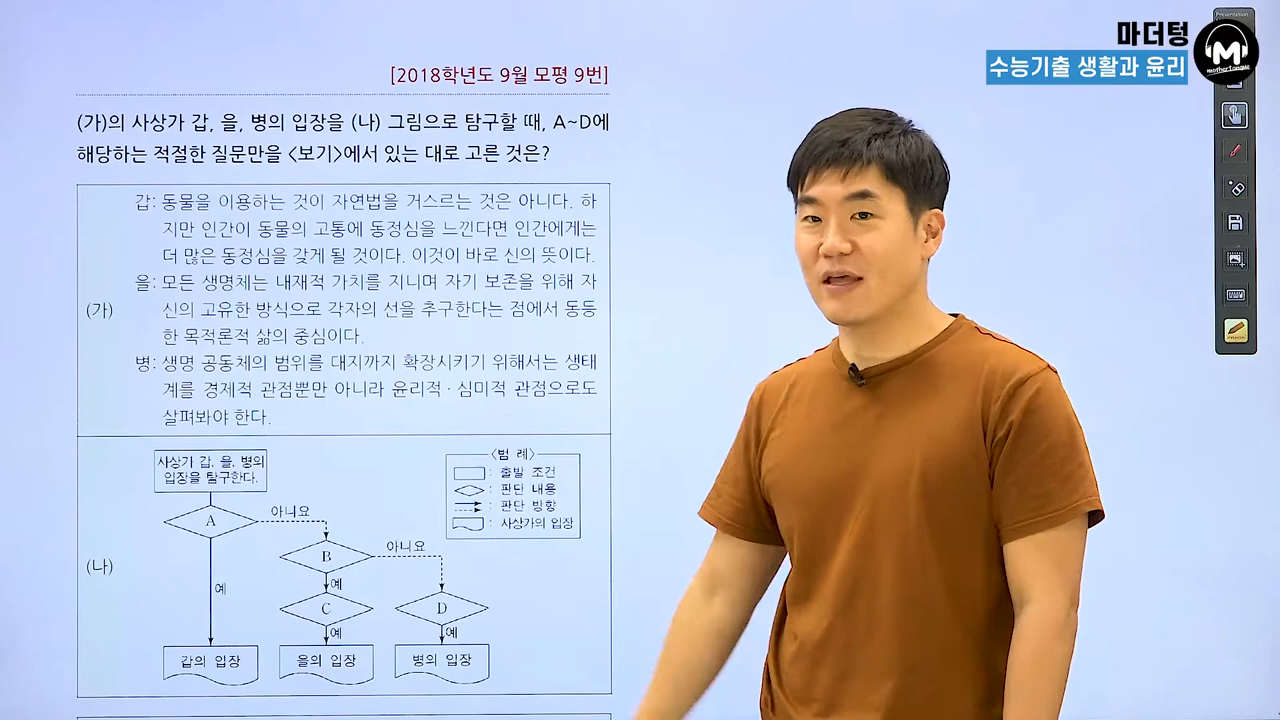 마더텅
수능기출 생활과 윤리
[2018학년도 9월 모평 9번]
(가)의 사상가 갑, 을, 병의 입장을 (나) 그림으로 탐구할 때, A~D에
해당하는 적절한 질문만을 <보기>에서 있는 대로 고른 것은?
(가)
갑: 동물을 이용하는 것이 자연법을 거스르는 것은 아니다. 하
지만 인간이 동물의 고통에 동정심을 느낀다면 인간에게는
더 많은 동정심을 갖게 될 것이다. 이것이 바로 신의 뜻이다.
을: 모든 생명체는 내재적 가치를 지니며 자기 보존을 위해 자
신의 고유한 방식으로 각자의 선을 추구한다는 점에서 동등
한 목적론적 삶의 중심이다.
병: 생명 공동체의 범위를 대지까지 확장시키기 위해서는 생태
계를 경제적 관점뿐만 아니라 윤리적·심미적 관점으로도
살펴봐야 한다.
(나)
사상가 갑, 을, 병의
입장을 탐구한다.
A
아니요
예
B
아니요
예
C
예
D
예
갑의 입장
을의 입장
병의 입장
<범 례>
: 출발 조건
: 판단 내용
: 판단 방향
: 사상가의 입장
M
motherTongue
Presentation